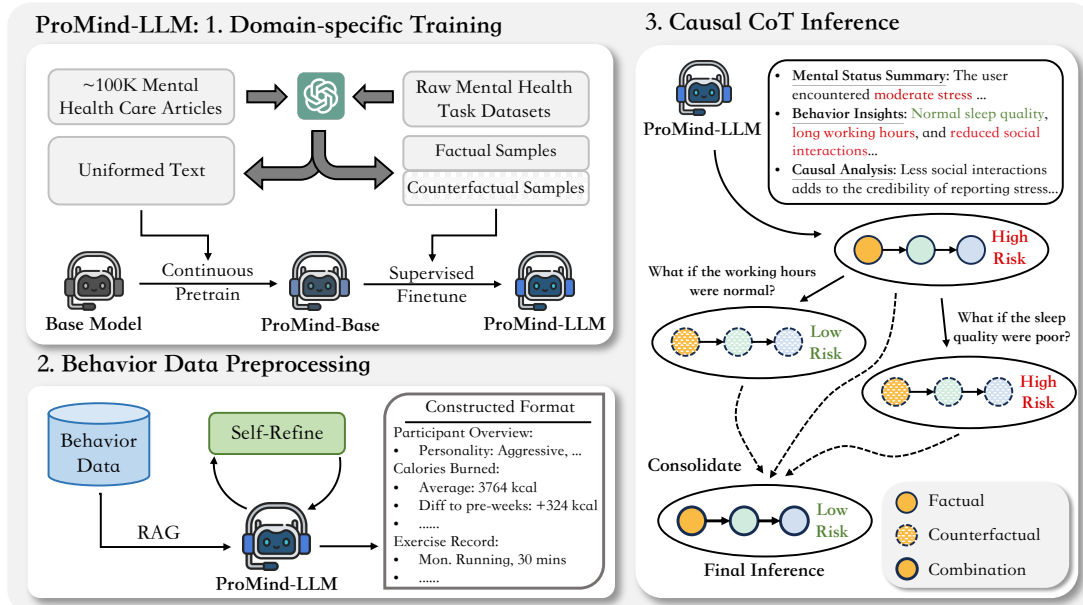 ProMind-LLM: 1. Domain-specific Training
~100K Mental
Health Care Articles
Raw Mental Health
Task Datasets
Uniformed Text
Factual Samples
Counterfactual Samples
Continuous
Pretrain
Supervised
Finetune
Base Model
ProMind-Base
ProMind-LLM
2. Behavior Data Preprocessing
Behavior
Data
Self-Refine
RAG
ProMind-LLM
Constructed Format
Participant Overview:
• Personality: Aggressive, ...
Calories Burned:
• Average: 3764 kcal
• Diff to pre-weeks: +324 kcal
• ......
Exercise Record:
• Mon. Running, 30 mins
• ......
3. Causal CoT Inference
ProMind-LLM
• Mental Status Summary: The user
encountered moderate stress ...
• Behavior Insights: Normal sleep quality,
long working hours, and reduced social
interactions...
• Causal Analysis: Less social interactions
adds to the credibility of reporting stress...
High
Risk
What if the working hours
were normal?
Low
Risk
What if the sleep
quality were poor?
High
Risk
Consolidate
Low
Risk
Final Inference
Factual
Counterfactual
Combination